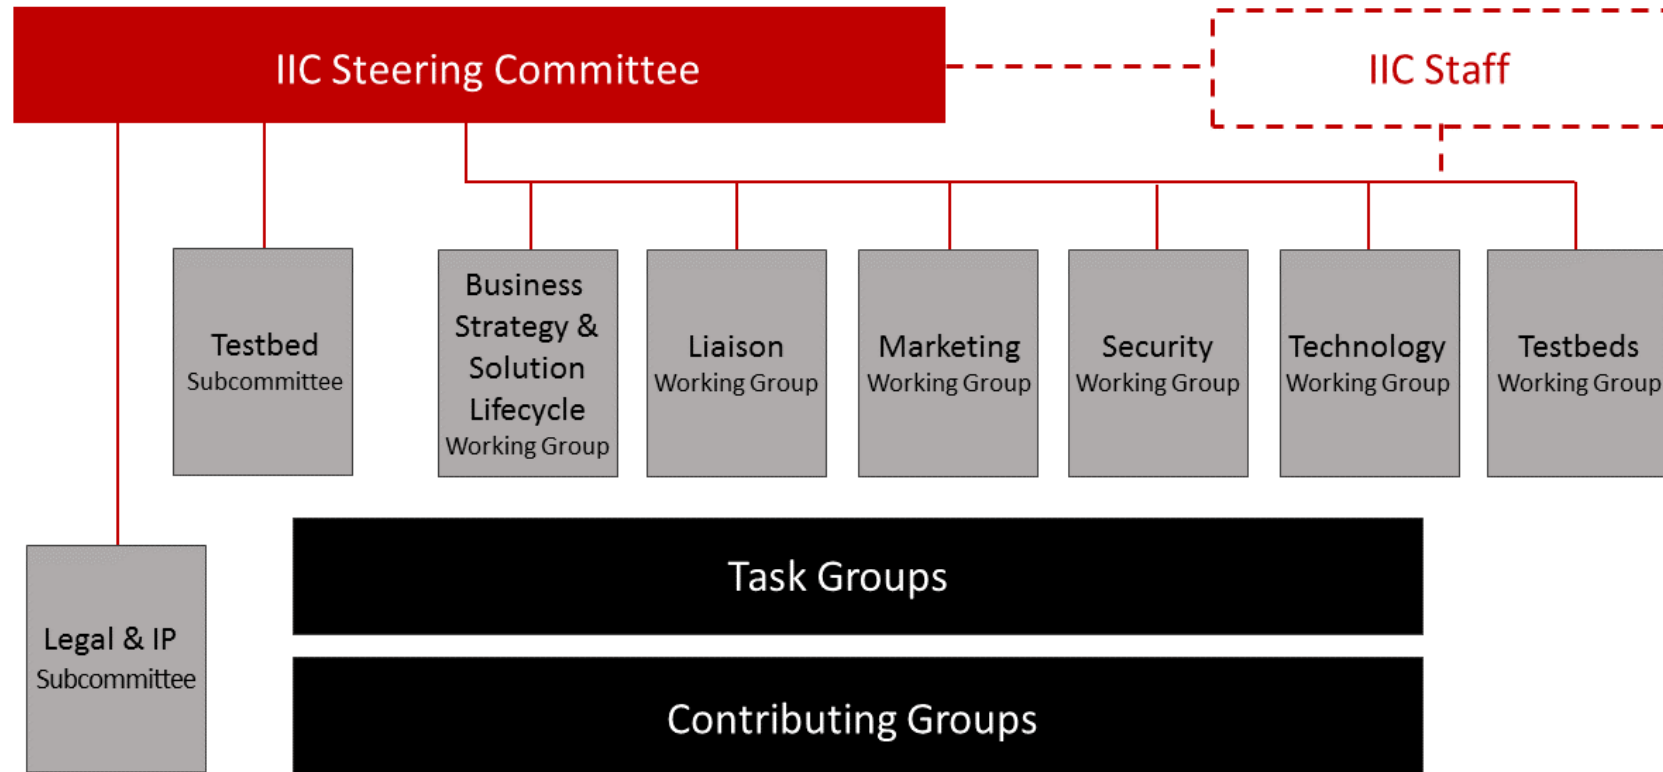 IIC Steering Committee
IIC Staff
Testbed
Subcommittee
Business
Strategy &
Solution
Lifecycle
Working Group
Liaison
Working Group
Marketing
Working Group
Security
Working Group
Technology
Working Group
Testbeds
Working Group
Legal & IP
Subcommittee
Task Groups
Contributing Groups